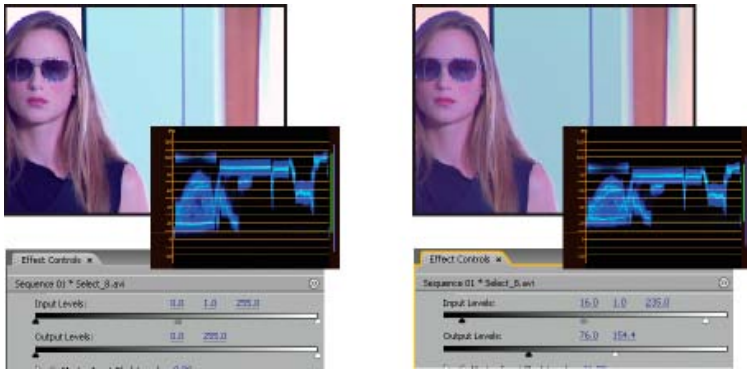 Effect Controls ×
Sequence 01 * Select_B.avi
Input Levels: 0.0 1.0 255.0
Output Levels: 0.0 255.0
Effect Controls ×
Sequence 01 * Select_B.avi
Input Levels: 16.0 1.0 235.0
Output Levels: 76.0 154.4